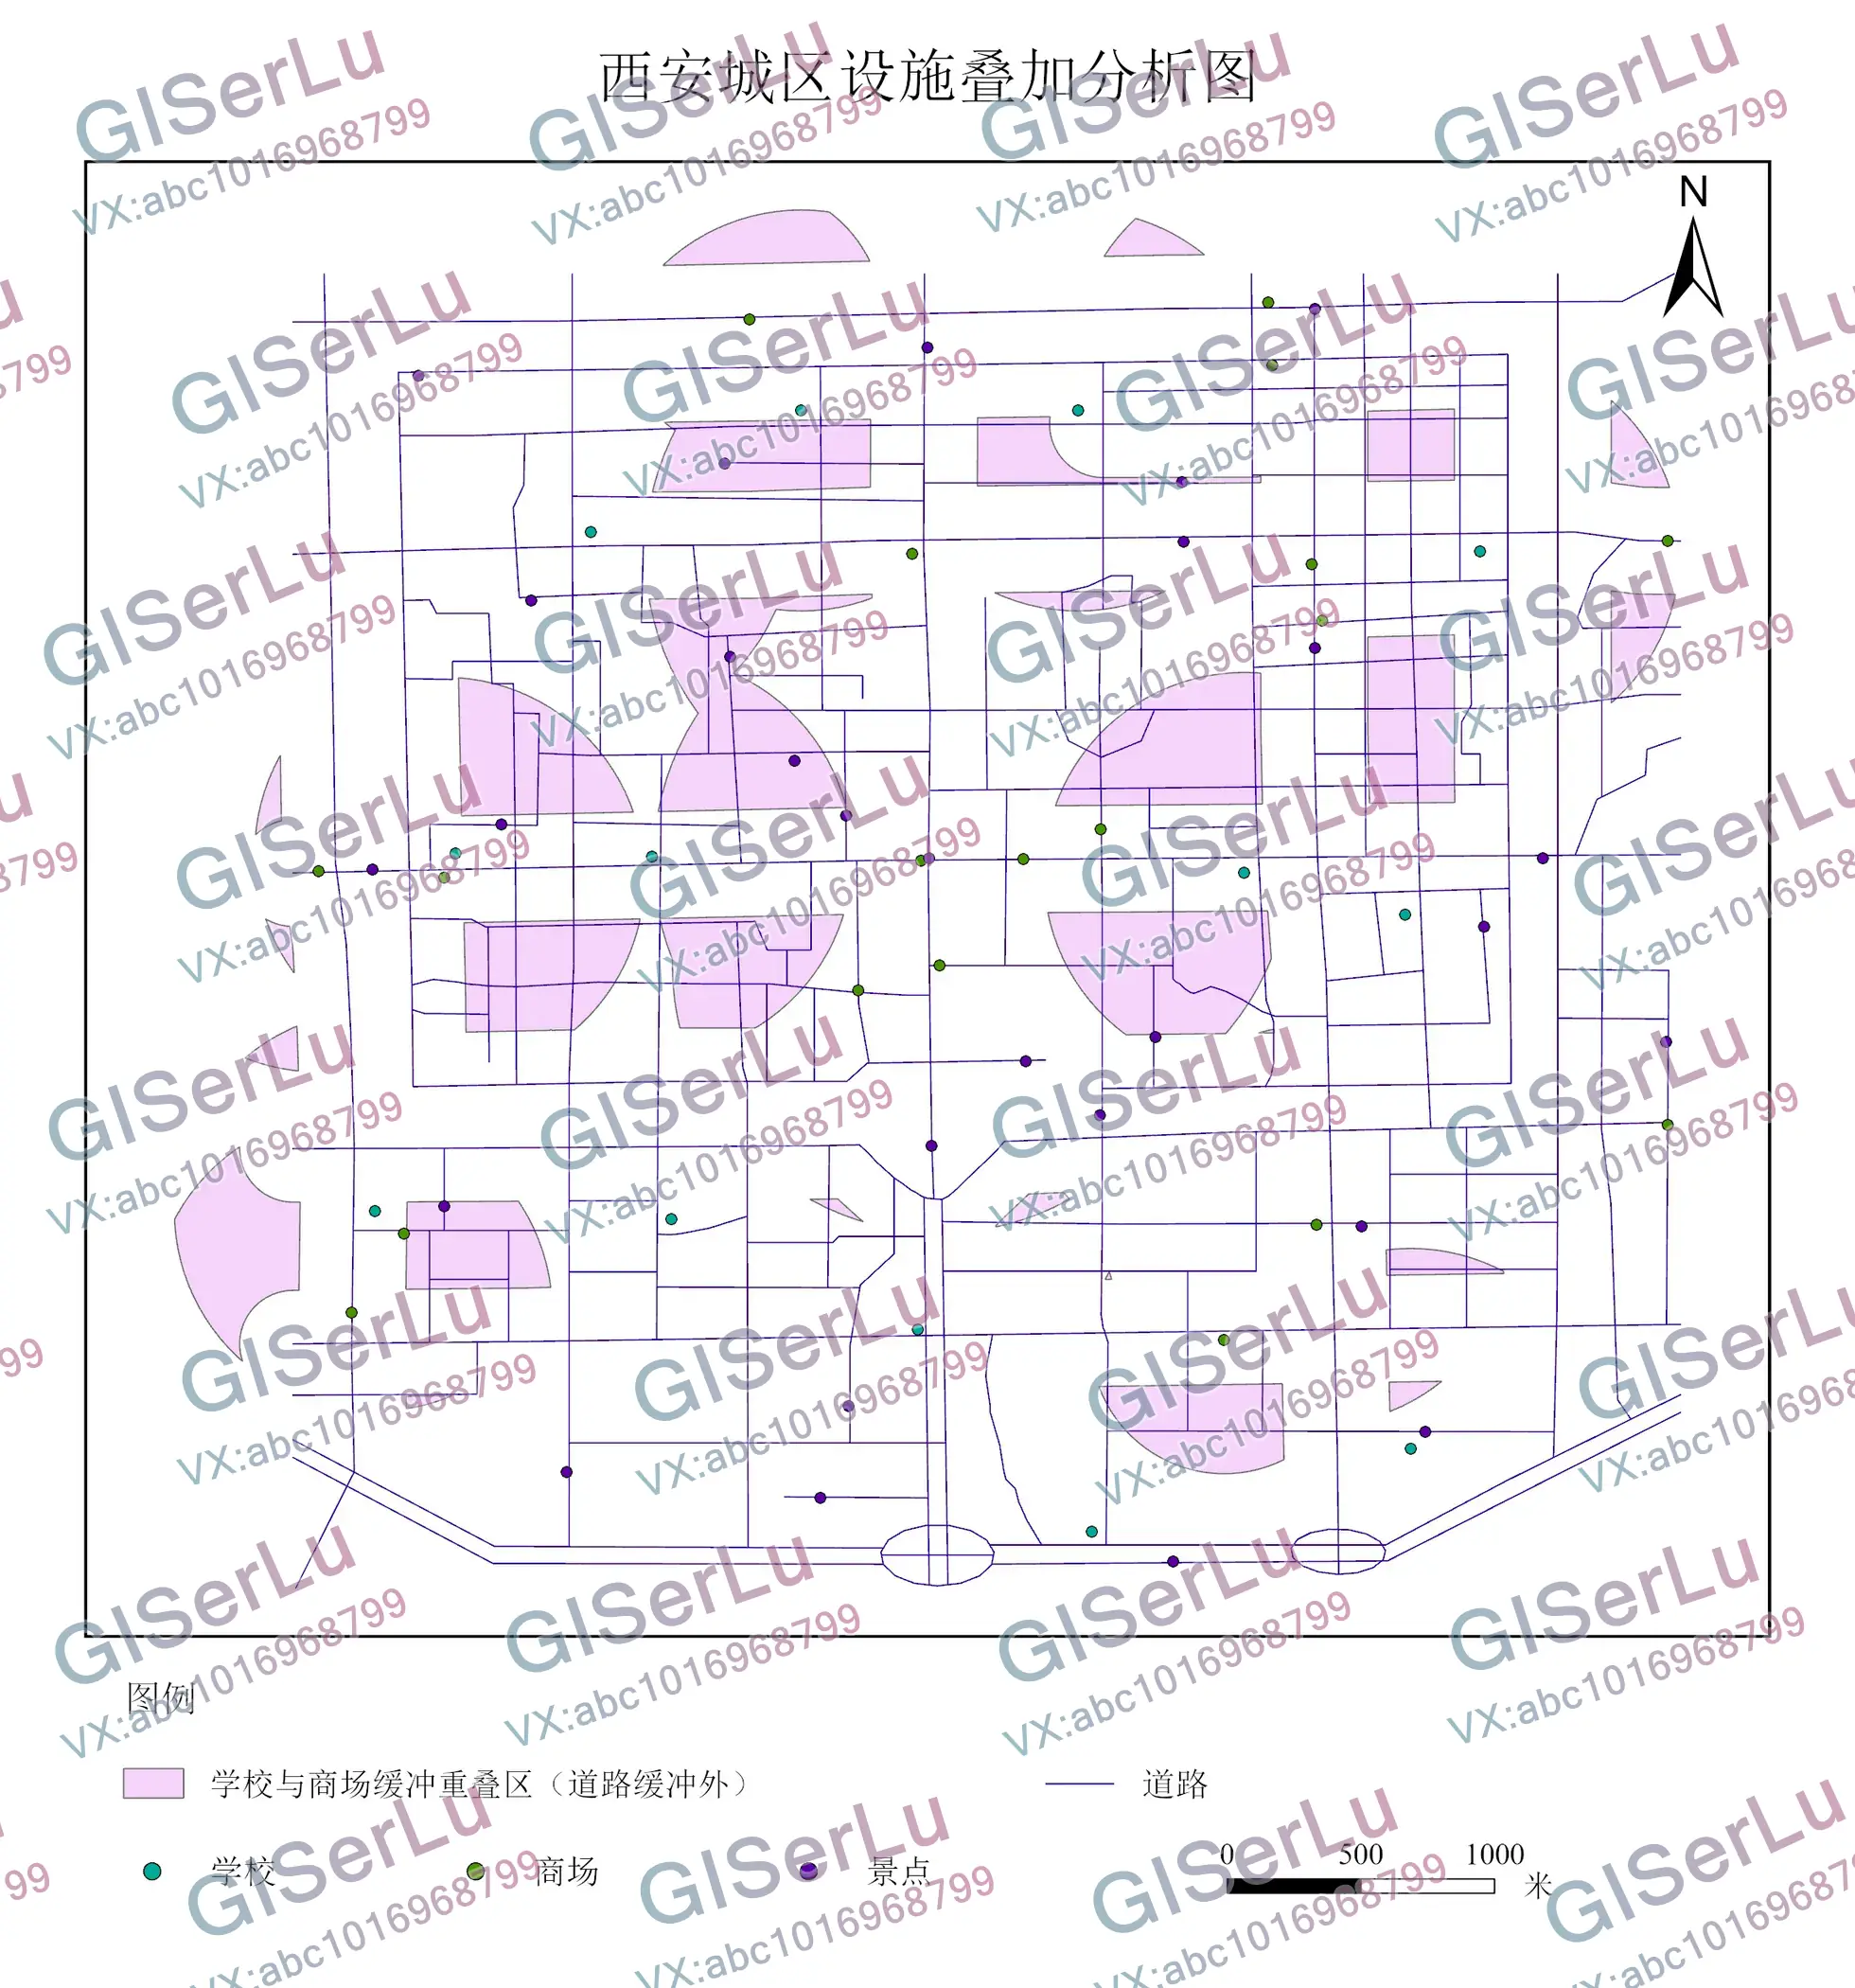 西安城区设施叠加分析图
N
图例
学校与商场缓冲重叠区（道路缓冲外）
道路
学校
商场
景点
0 500 1000
米
GISerLu
VX:abc1016968799